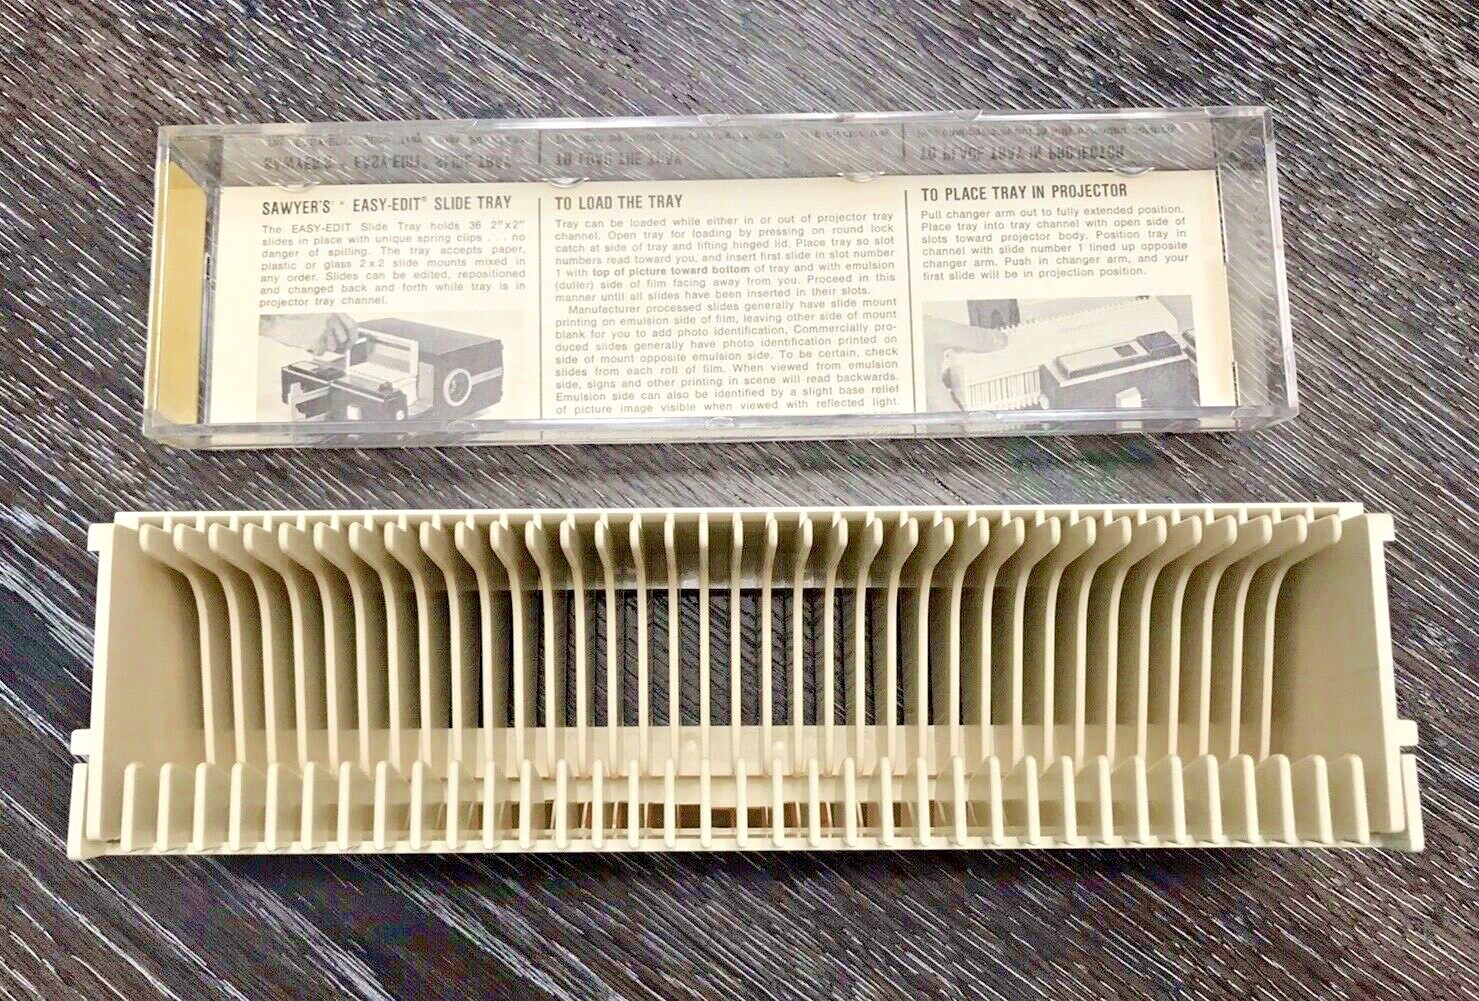 SAWYER'S ® EASY-EDIT® SLIDE TRAY
The EASY-EDIT Slide Tray holds 36 2"x2"
slides in place with unique spring clips . . . no
danger of spilling. The tray accepts paper,
plastic or glass 2x2 slide mounts mixed in
any order. Slides can be edited, repositioned
and changed back and forth while tray is in
projector tray channel.
TO LOAD THE TRAY
Tray can be loaded while either in or out of projector tray
channel. Open tray for loading by pressing on round lock
catch at side of tray and lifting hinged lid. Place tray so slot
numbers read toward you, and insert first slide in slot number
1 with top of picture toward bottom of tray and with emulsion
(duller) side of film facing away from you. Proceed in this
manner until all slides have been inserted in their slots.
Manufacturer processed slides generally have slide mount
printing on emulsion side of film, leaving other side of mount
blank for you to add photo identification, Commercially pro-
duced slides generally have photo identification printed on
side of mount opposite emulsion side. To be certain, check
slides from each roll of film. When viewed from emulsion
side, signs and other printing in scene will read backwards.
Emulsion side can also be identified by a slight base relief
of picture image visible when viewed with reflected light.
TO PLACE TRAY IN PROJECTOR
Pull changer arm out to fully extended position.
Place tray into tray channel with open side of
slots toward projector body. Position tray in
channel with slide number 1 lined up opposite
changer arm. Push in changer arm, and your
first slide will be in projection position.